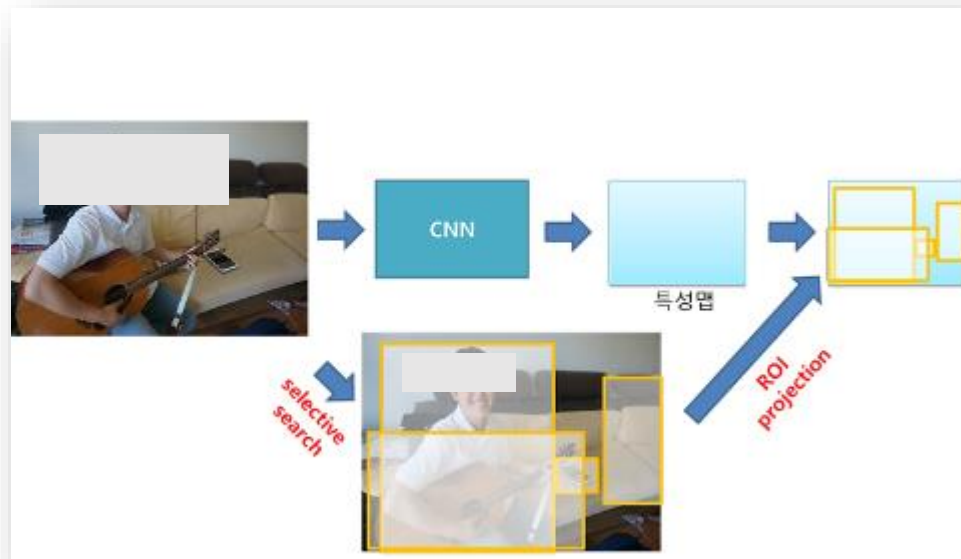 CNN
특성맵
selective
search
ROI
projection